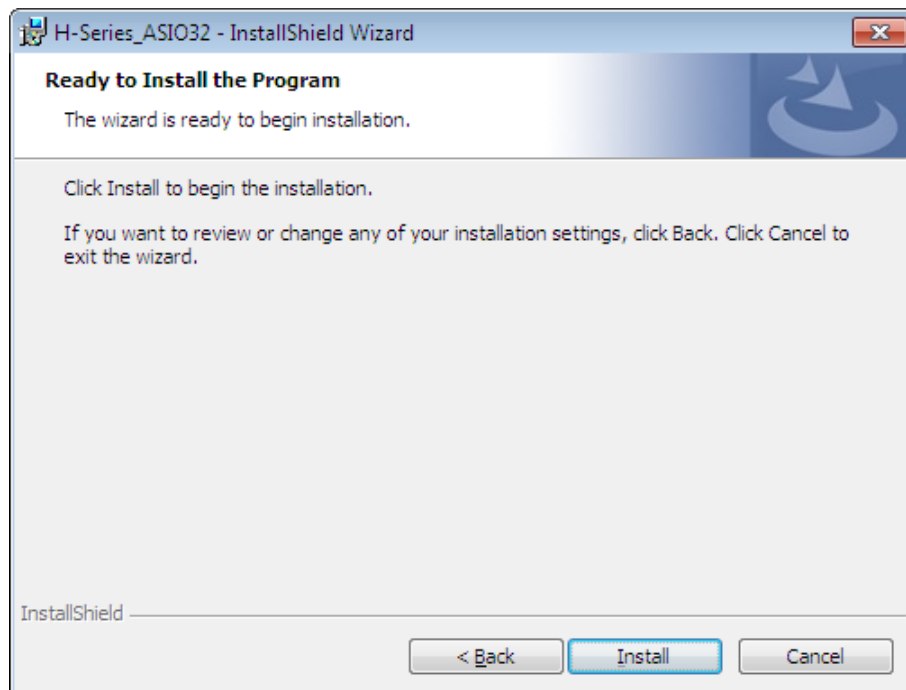 H-Series_ASIO32 - InstallShield Wizard
Ready to Install the Program
The wizard is ready to begin installation.
Click Install to begin the installation.
If you want to review or change any of your installation settings, click Back. Click Cancel to
exit the wizard.
InstallShield
< Back
Install
Cancel